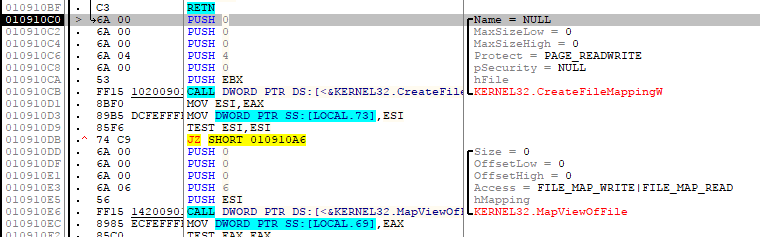 010910BF . C3 RETN
010910C0 > 6A 00 PUSH 0 Name = NULL
010910C2 . 6A 00 PUSH 0 MaxSizeLow = 0
010910C4 . 6A 00 PUSH 0 MaxSizeHigh = 0
010910C6 . 6A 04 PUSH 4 Protect = PAGE_READWRITE
010910C8 . 6A 00 PUSH 0 pSecurity = NULL
010910CA . 53 PUSH EBX hFile
010910CB . FF15 10200901 CALL DWORD PTR DS:[<&KERNEL32.CreateFile KERNEL32.CreateFileMappingW
010910D1 . 8BF0 MOV ESI,EAX
010910D3 . 89B5 DCFEFFF MOV DWORD PTR SS:[LOCAL.73],ESI
010910D9 . 85F6 TEST ESI,ESI
010910DB .^ 74 C9 JZ SHORT 010910A6
010910DD . 6A 00 PUSH 0 Size = 0
010910DF . 6A 00 PUSH 0 OffsetLow = 0
010910E1 . 6A 00 PUSH 0 OffsetHigh = 0
010910E3 . 6A 06 PUSH 6 Access = FILE_MAP_WRITE|FILE_MAP_READ
010910E5 . 56 PUSH ESI hMapping
010910E6 . FF15 14200901 CALL DWORD PTR DS:[<&KERNEL32.MapViewOf KERNEL32.MapViewOfFile
010910EC . 8985 ECFEFFF MOV DWORD PTR SS:[LOCAL.69],EAX
010910F2 . 85C0 TEST EAX,EAX